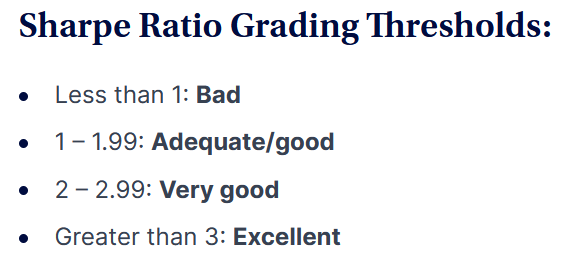 Sharpe Ratio Grading Thresholds:
• Less than 1: Bad
• 1 – 1.99: Adequate/good
• 2 – 2.99: Very good
• Greater than 3: Excellent